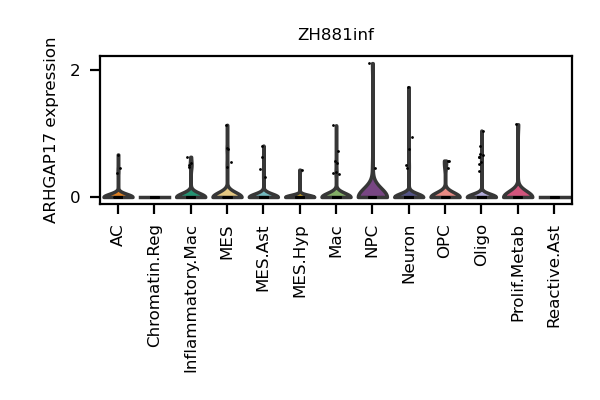 ZH881inf
ARHGAP17 expression
2
0
AC
Chromatin.Reg
Inflammatory.Mac
MES
MES.Ast
MES.Hyp
Mac
NPC
Neuron
OPC
Oligo
Prolif.Metab
Reactive.Ast